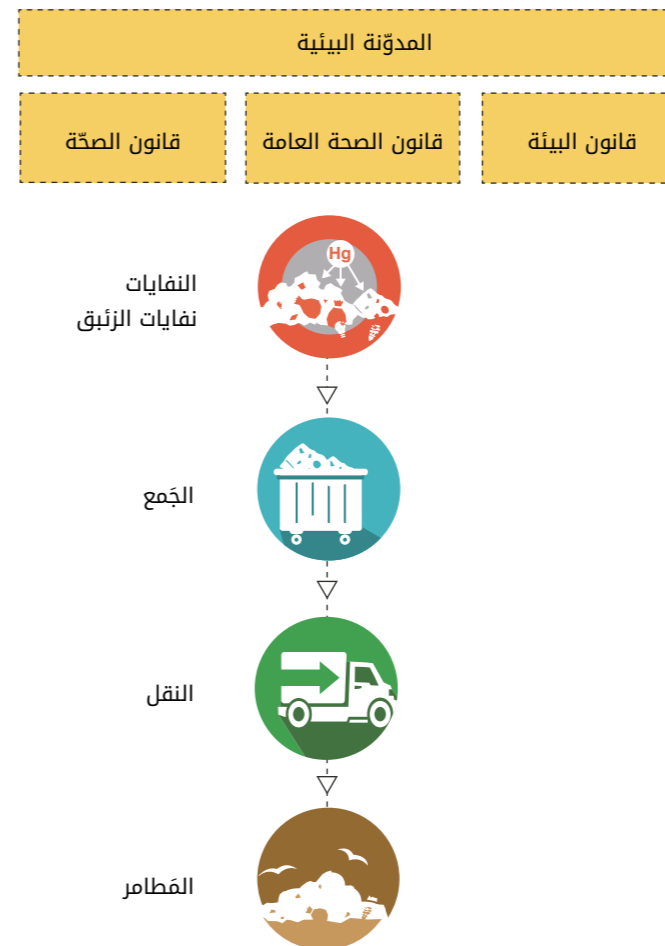 المدوّنة البيئية
قانون البيئة
قانون الصحة العامة
قانون الصحّة
Hg
النفايات
نفايات الزئبق
الجَمع
النقل
المَطامر